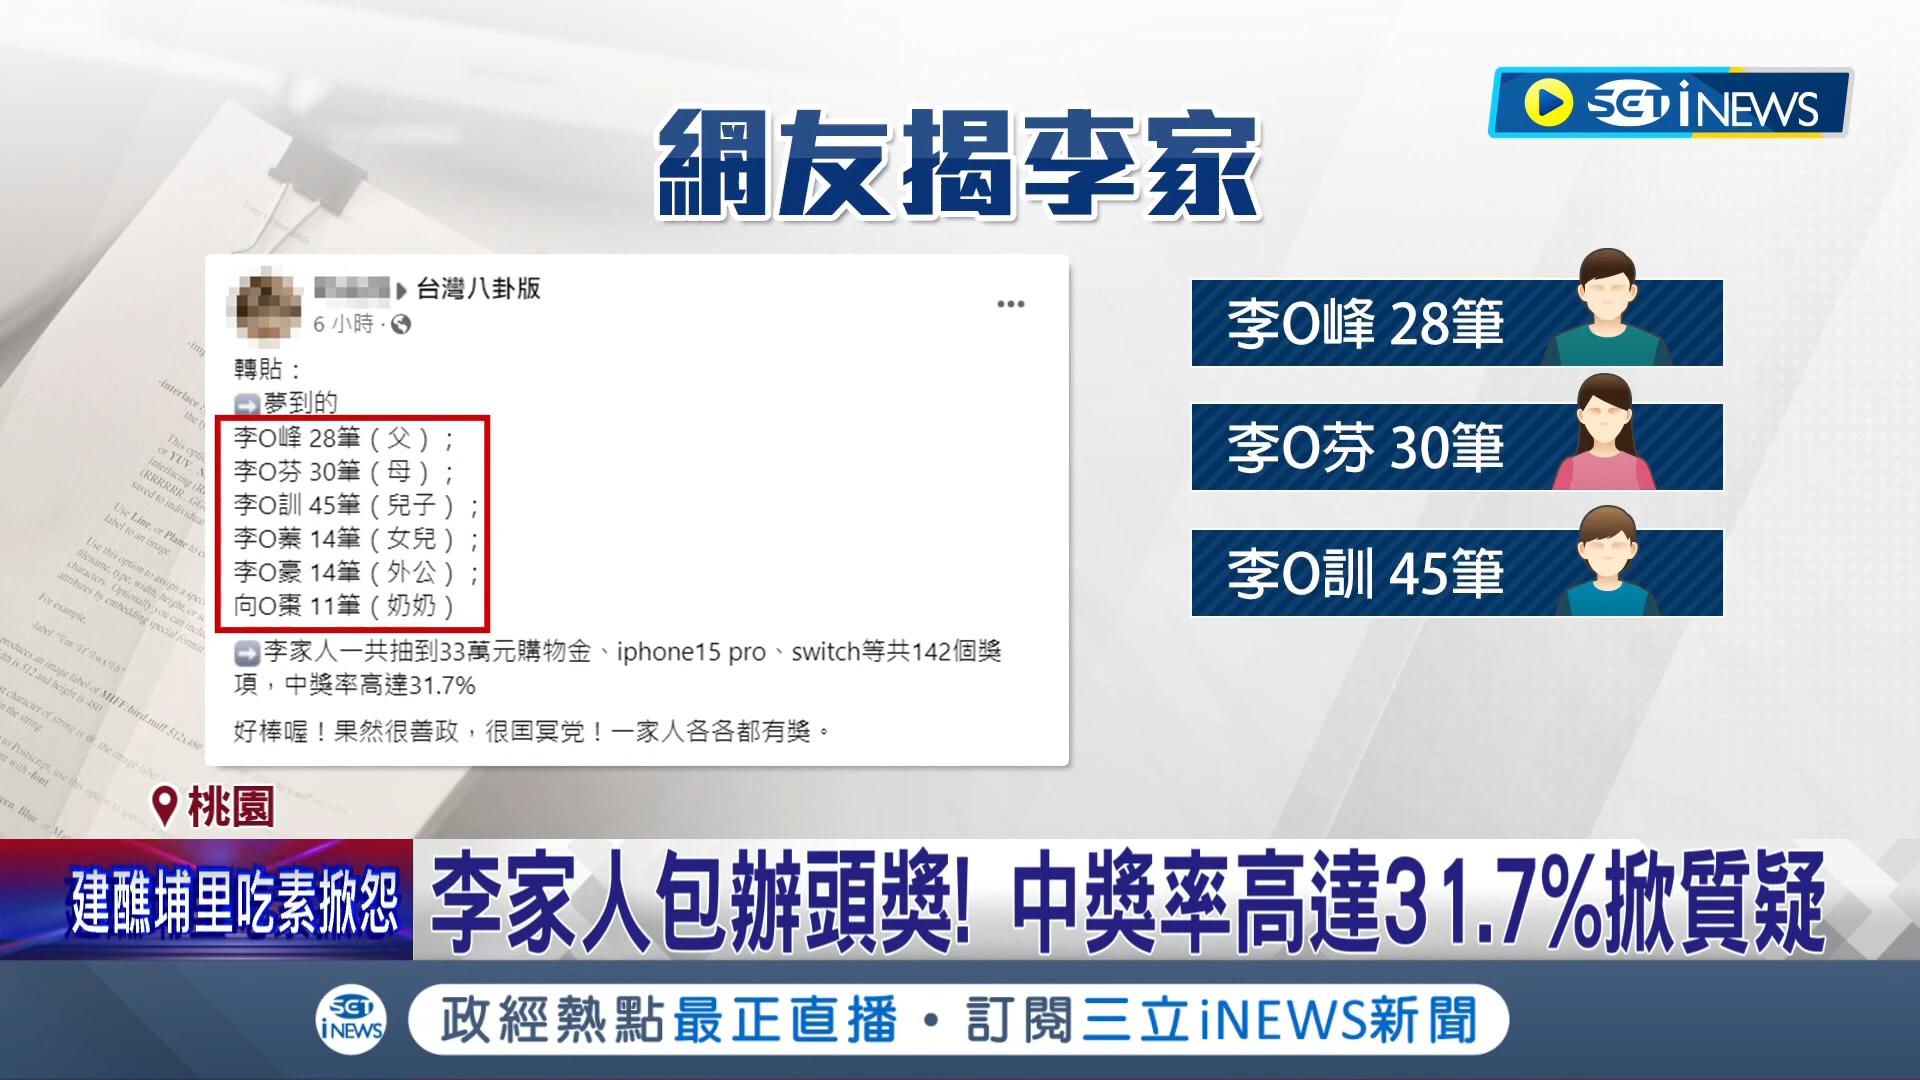 SET iNEWS
網友揭李家
台灣八卦版
6 小時 ·
轉貼：
夢到的
李O峰 28筆（父）；
李O芬 30筆（母）；
李O訓 45筆（兒子）；
李O蓁 14筆（女兒）；
李O豪 14筆（外公）；
向O棗 11筆（奶奶）
李家人一共抽到33萬元購物金、iphone15 pro、switch等共142個獎
項，中獎率高達31.7%
好棒喔！果然很善政，很国冥党！一家人各各都有獎。
李O峰 28筆
李O芬 30筆
李O訓 45筆
桃園
建醮埔里吃素掀怨
李家人包辦頭獎! 中獎率高達31.7%掀質疑
SET iNEWS
政經熱點最正直播・訂閱三立iNEWS新聞